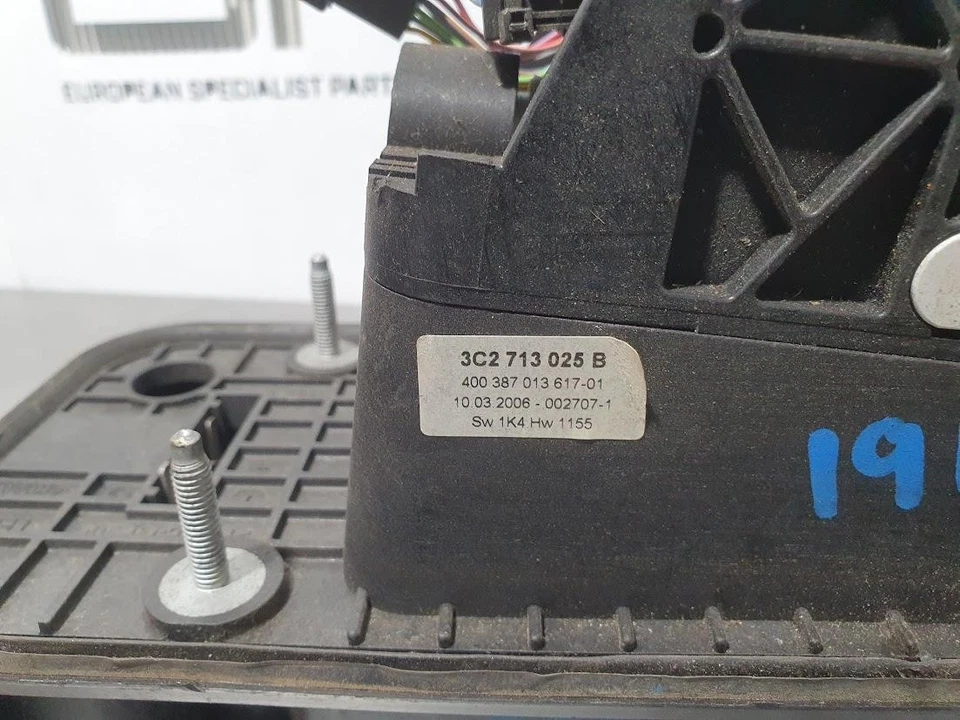 EUROPEAN SPECIALIST PART
3C2 713 025 B
400 387 013 617-01
10 03 2006 - 002707-1
Sw 1K4 Hw 1155
19